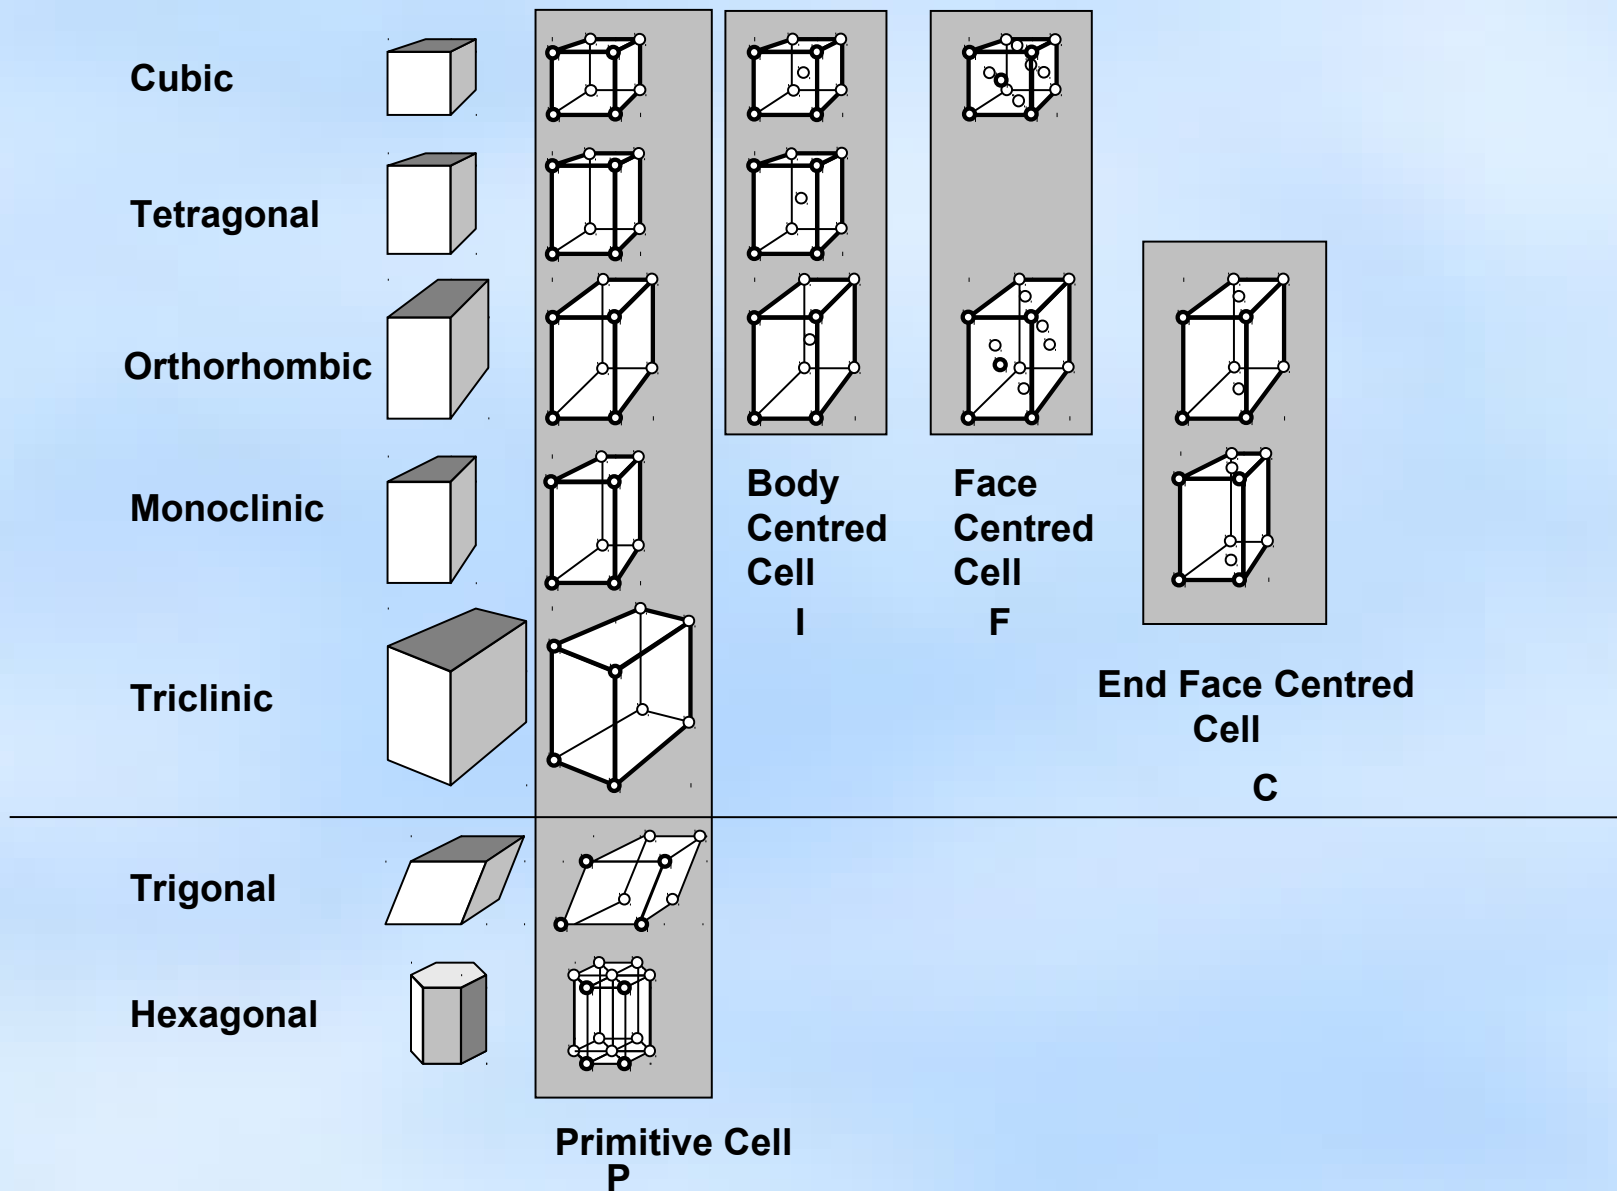 Cubic
Tetragonal
Orthorhombic
Monoclinic
Body
Centred
Cell
I
Face
Centred
Cell
F
Triclinic
End Face Centred
Cell
C
Trigonal
Hexagonal
Primitive Cell
P